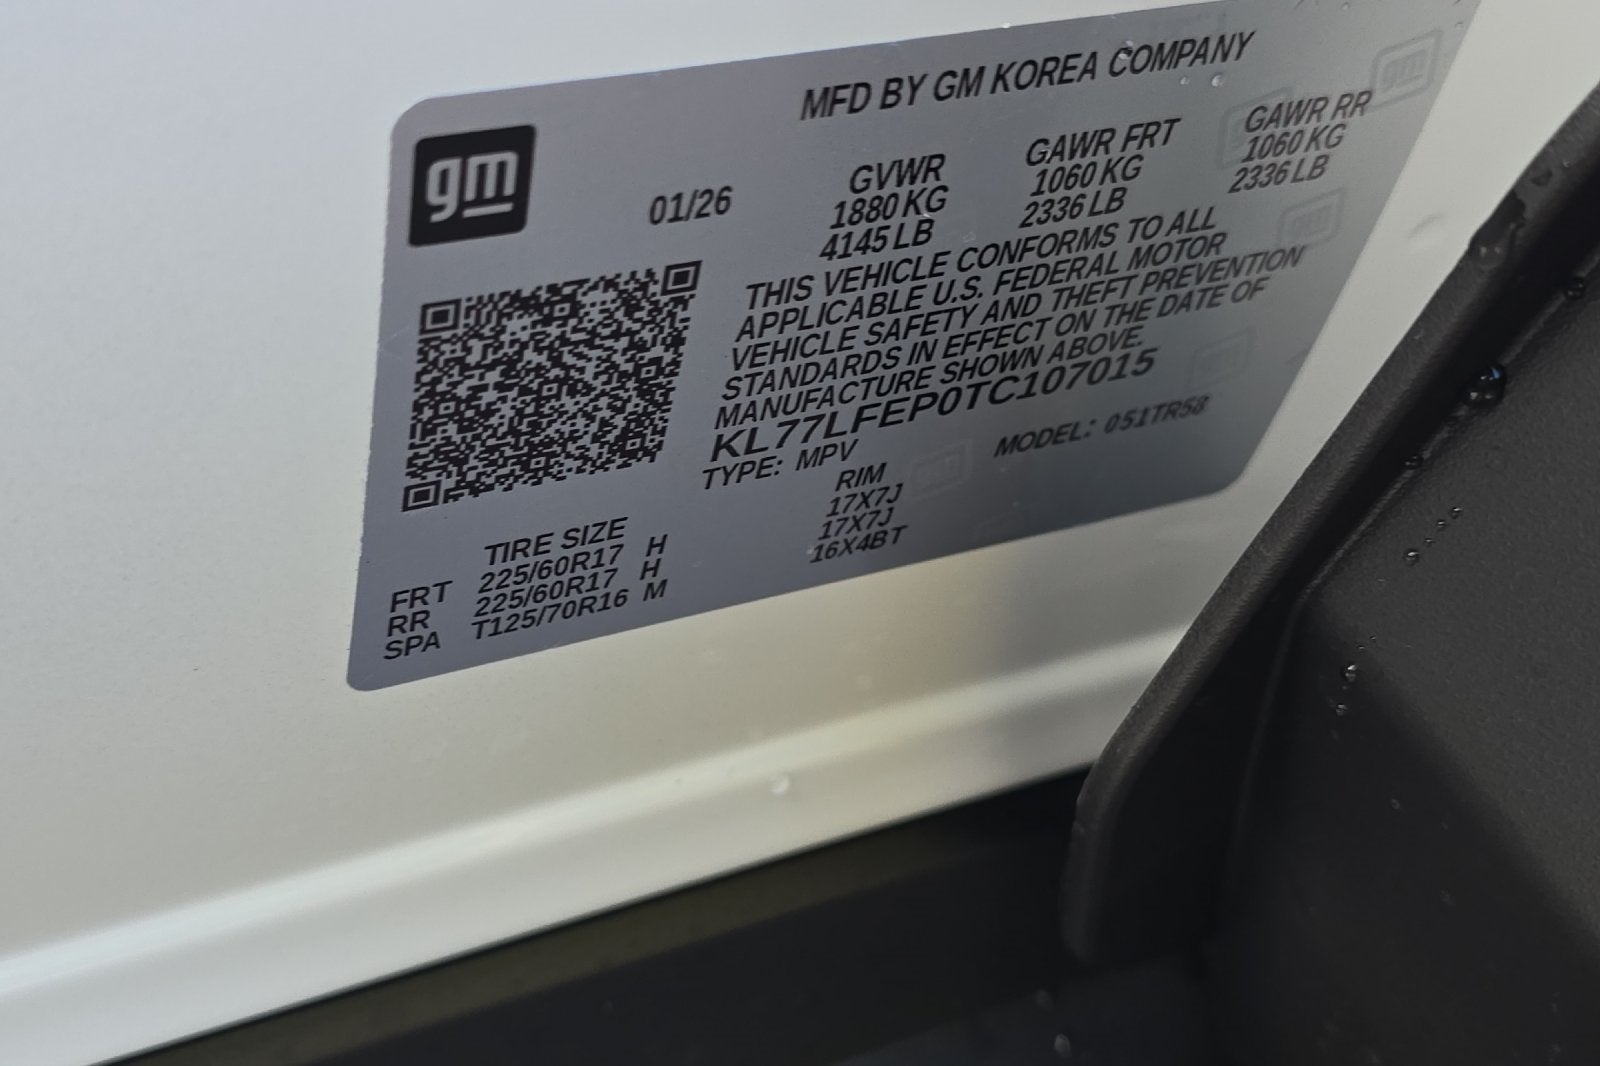 MFD BY GM KOREA COMPANY
gm
01/26
GVWR GAWR FRT GAWR RR
1880 KG 1060 KG 1060 KG
4145 LB 2336 LB 2336 LB
THIS VEHICLE CONFORMS TO ALL
APPLICABLE U.S. FEDERAL MOTOR
VEHICLE SAFETY AND THEFT PREVENTION
STANDARDS IN EFFECT ON THE DATE OF
MANUFACTURE SHOWN ABOVE.
KL77LFEP0TC107015
TYPE: MPV MODEL: 051TR58
TIRE SIZE RIM
FRT 225/60R17 H 17X7J
RR 225/60R17 H 17X7J
SPA T125/70R16 M 16X4BT